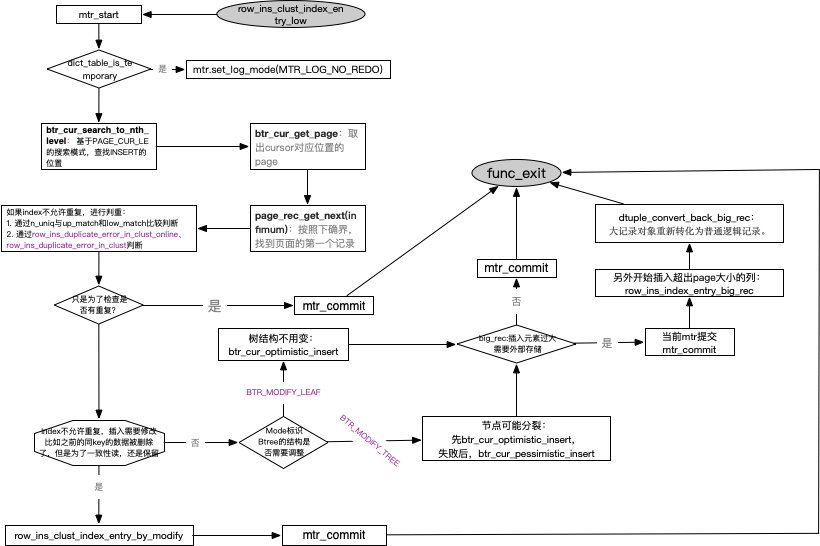 row_ins_clust_index_en
try_low
mtr_start
dict_table_is_te
mporary
是
mtr.set_log_mode(MTR_LOG_NO_REDO)
btr_cur_search_to_nth_
level：基于PAGE_CUR_LE
的搜索模式，查找INSERT的
位置
btr_cur_get_page：取
出cursor对应位置的
page
page_rec_get_next(in
fimum)：按照下确界，
找到页面的第一个记录
如果index不允许重复，进行判重：
1. 通过n_uniq与up_match和low_match比较判断
2. 通过row_ins_duplicate_error_in_clust_online、
row_ins_duplicate_error_in_clust判断
只是为了检查是
否有重复？
是
mtr_commit
func_exit
mtr_commit
否
dtuple_convert_back_big_rec：
大记录对象重新转化为普通逻辑记录。
另外开始插入超出page大小的列：
row_ins_index_entry_big_rec
当前mtr提交
mtr_commit
是
big_rec:插入元素过大
需要外部存储
树结构不用变：
btr_cur_optimistic_insert
BTR_MODIFY_LEAF
Mode标识
Btree的结构是
否需要调整
BTR_MODIFY_TREE
节点可能分裂：
先btr_cur_optimistic_insert,
失败后，btr_cur_pessimistic_insert
index不允许重复，插入需要修改
比如之前的同key的数据被删除
了，但是为了一致性读，还是保留
否
是
row_ins_clust_index_entry_by_modify
mtr_commit